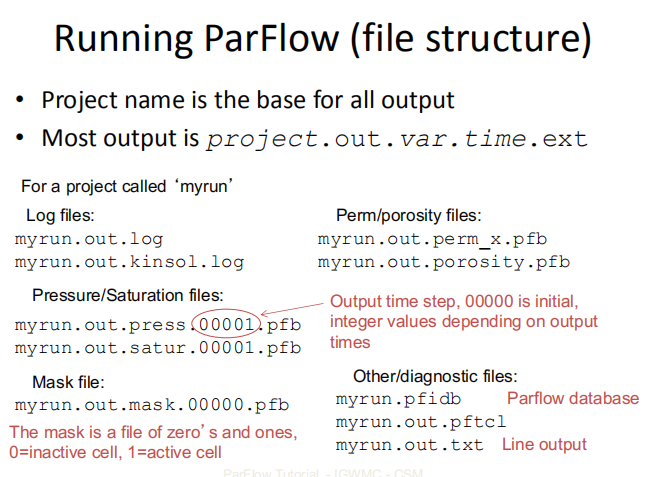 Running ParFlow (file structure)
• Project name is the base for all output
• Most output is project.out.var.time.ext
For a project called ‘myrun’
Log files:
myrun.out.log
myrun.out.kinsol.log
Perm/porosity files:
myrun.out.perm_x.pfb
myrun.out.porosity.pfb
Pressure/Saturation files:
myrun.out.press.00001.pfb
myrun.out.satur.00001.pfb
Output time step, 00000 is initial,
integer values depending on output
times
Mask file:
myrun.out.mask.00000.pfb
The mask is a file of zero’s and ones,
0=inactive cell, 1=active cell
Other/diagnostic files:
myrun.pfidb Parflow database
myrun.out.pftcl
myrun.out.txt Line output
ParFlow Tutorial - IGWMC - CSM